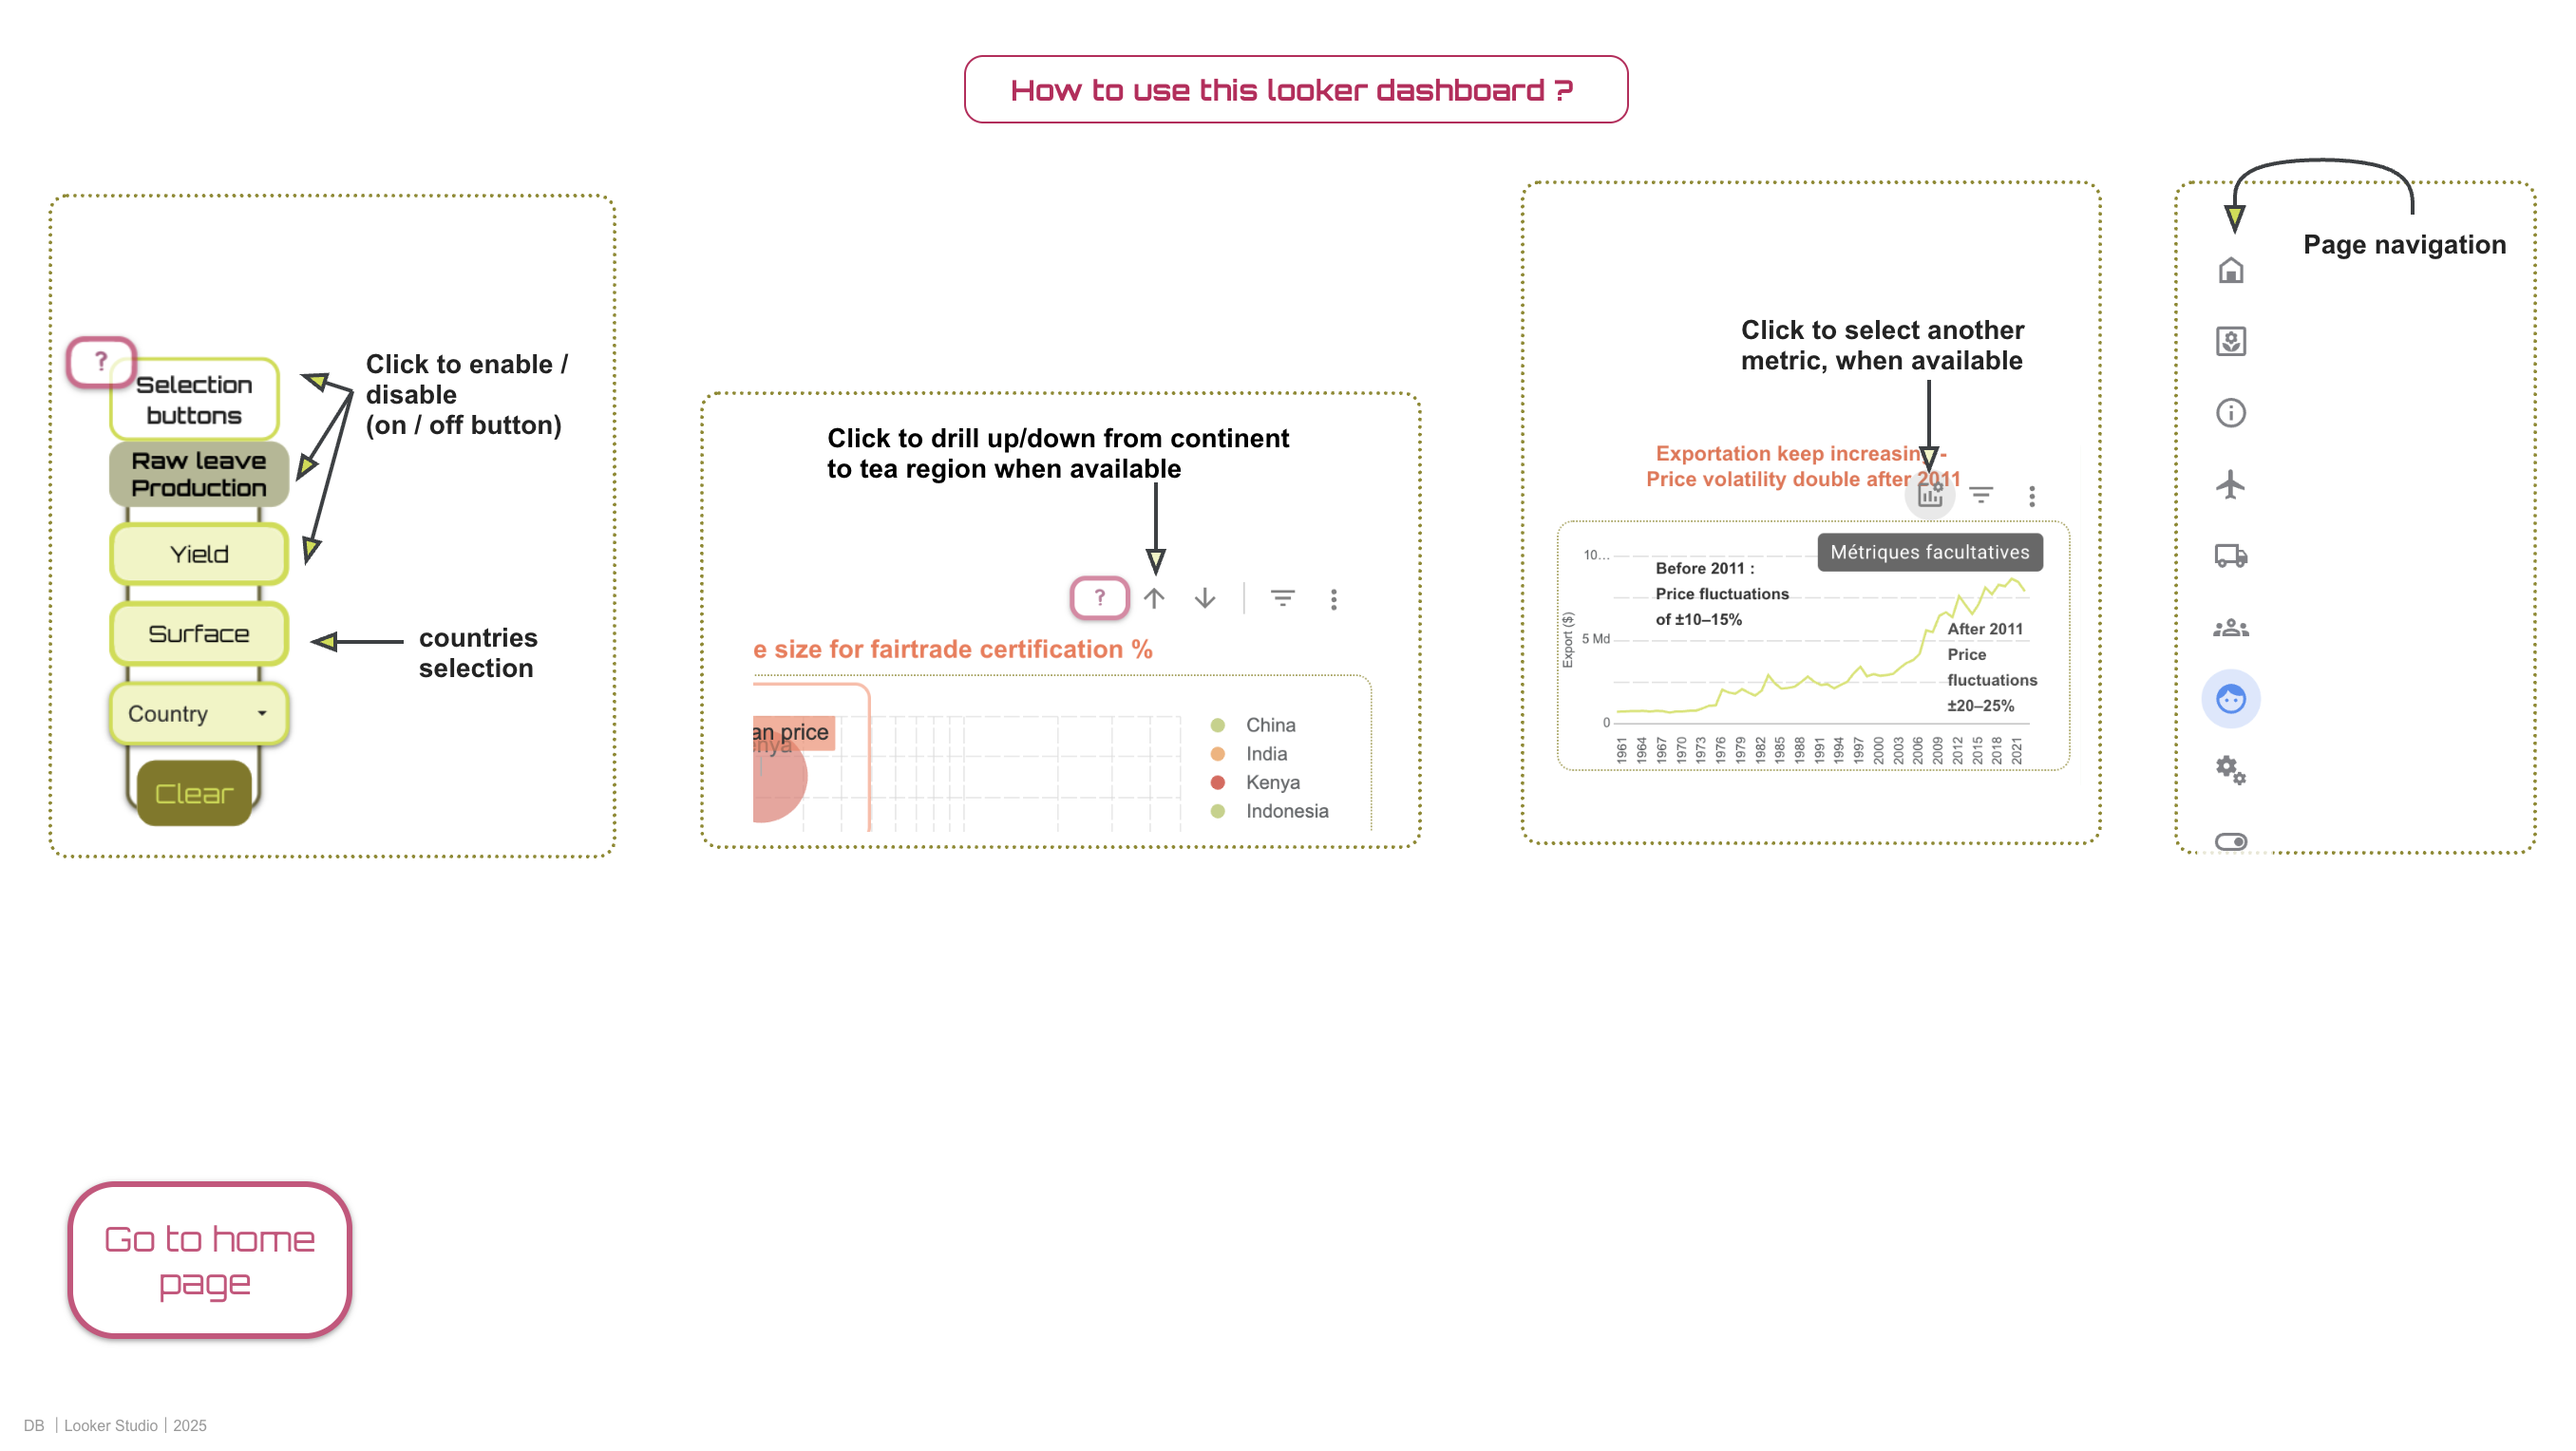 How to use this looker dashboard ?
?
Selection
buttons
Raw leave
Production
Yield
Surface
Country
Clear
Click to enable /
disable
(on / off button)
countries
selection
Click to drill up/down from continent
to tea region when available
?
e size for fairtrade certification %
an price
nya
China
India
Kenya
Indonesia
Click to select another
metric, when available
Exportation keep increasing -
Price volatility double after 2011
Métriques facultatives
Export ($)
10...
5 Md
0
Before 2011 :
Price fluctuations
of ±10–15%
After 2011
Price
fluctuations
±20–25%
1961 1964 1967 1970 1973 1976 1979 1982 1985 1988 1991 1994 1997 2000 2003 2006 2009 2012 2015 2018 2021
Page navigation
Go to home
page
DB | Looker Studio | 2025